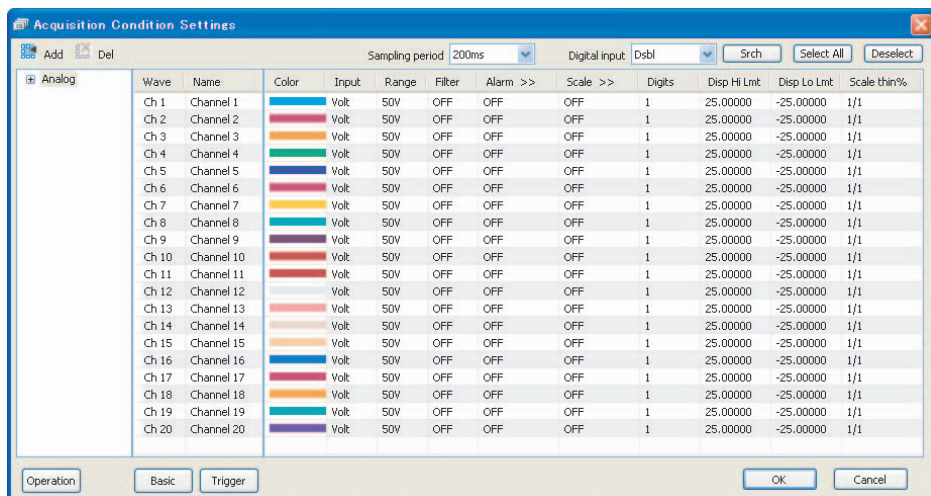 Acquisition Condition Settings
Add Del Sampling period 200ms Digital input Dsbl Srch Select All Deselect
Analog
Wave Name Color Input Range Filter Alarm >> Scale >> Digits Disp Hi Lmt Disp Lo Lmt Scale thin%
Ch 1 Channel 1 Volt 50V OFF OFF OFF 1 25.00000 -25.00000 1/1
Ch 2 Channel 2 Volt 50V OFF OFF OFF 1 25.00000 -25.00000 1/1
Ch 3 Channel 3 Volt 50V OFF OFF OFF 1 25.00000 -25.00000 1/1
Ch 4 Channel 4 Volt 50V OFF OFF OFF 1 25.00000 -25.00000 1/1
Ch 5 Channel 5 Volt 50V OFF OFF OFF 1 25.00000 -25.00000 1/1
Ch 6 Channel 6 Volt 50V OFF OFF OFF 1 25.00000 -25.00000 1/1
Ch 7 Channel 7 Volt 50V OFF OFF OFF 1 25.00000 -25.00000 1/1
Ch 8 Channel 8 Volt 50V OFF OFF OFF 1 25.00000 -25.00000 1/1
Ch 9 Channel 9 Volt 50V OFF OFF OFF 1 25.00000 -25.00000 1/1
Ch 10 Channel 10 Volt 50V OFF OFF OFF 1 25.00000 -25.00000 1/1
Ch 11 Channel 11 Volt 50V OFF OFF OFF 1 25.00000 -25.00000 1/1
Ch 12 Channel 12 Volt 50V OFF OFF OFF 1 25.00000 -25.00000 1/1
Ch 13 Channel 13 Volt 50V OFF OFF OFF 1 25.00000 -25.00000 1/1
Ch 14 Channel 14 Volt 50V OFF OFF OFF 1 25.00000 -25.00000 1/1
Ch 15 Channel 15 Volt 50V OFF OFF OFF 1 25.00000 -25.00000 1/1
Ch 16 Channel 16 Volt 50V OFF OFF OFF 1 25.00000 -25.00000 1/1
Ch 17 Channel 17 Volt 50V OFF OFF OFF 1 25.00000 -25.00000 1/1
Ch 18 Channel 18 Volt 50V OFF OFF OFF 1 25.00000 -25.00000 1/1
Ch 19 Channel 19 Volt 50V OFF OFF OFF 1 25.00000 -25.00000 1/1
Ch 20 Channel 20 Volt 50V OFF OFF OFF 1 25.00000 -25.00000 1/1
Operation Basic Trigger OK Cancel